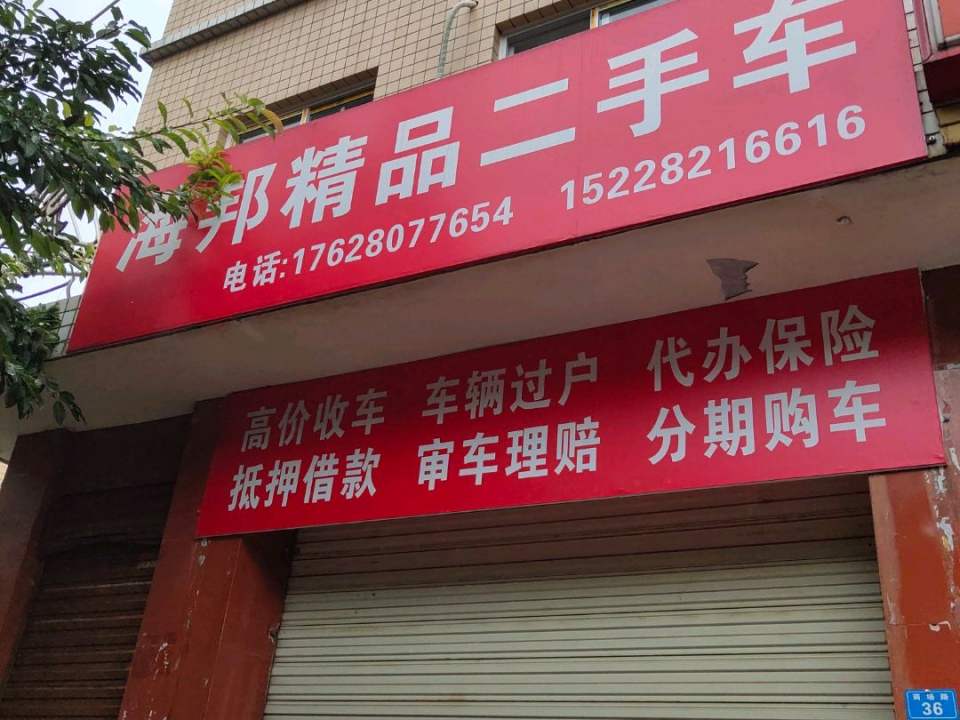 海邦精品二手车
电话:17628077654 15228216616
高价收车 车辆过户 代办保险
抵押借款 审车理赔 分期购车
36